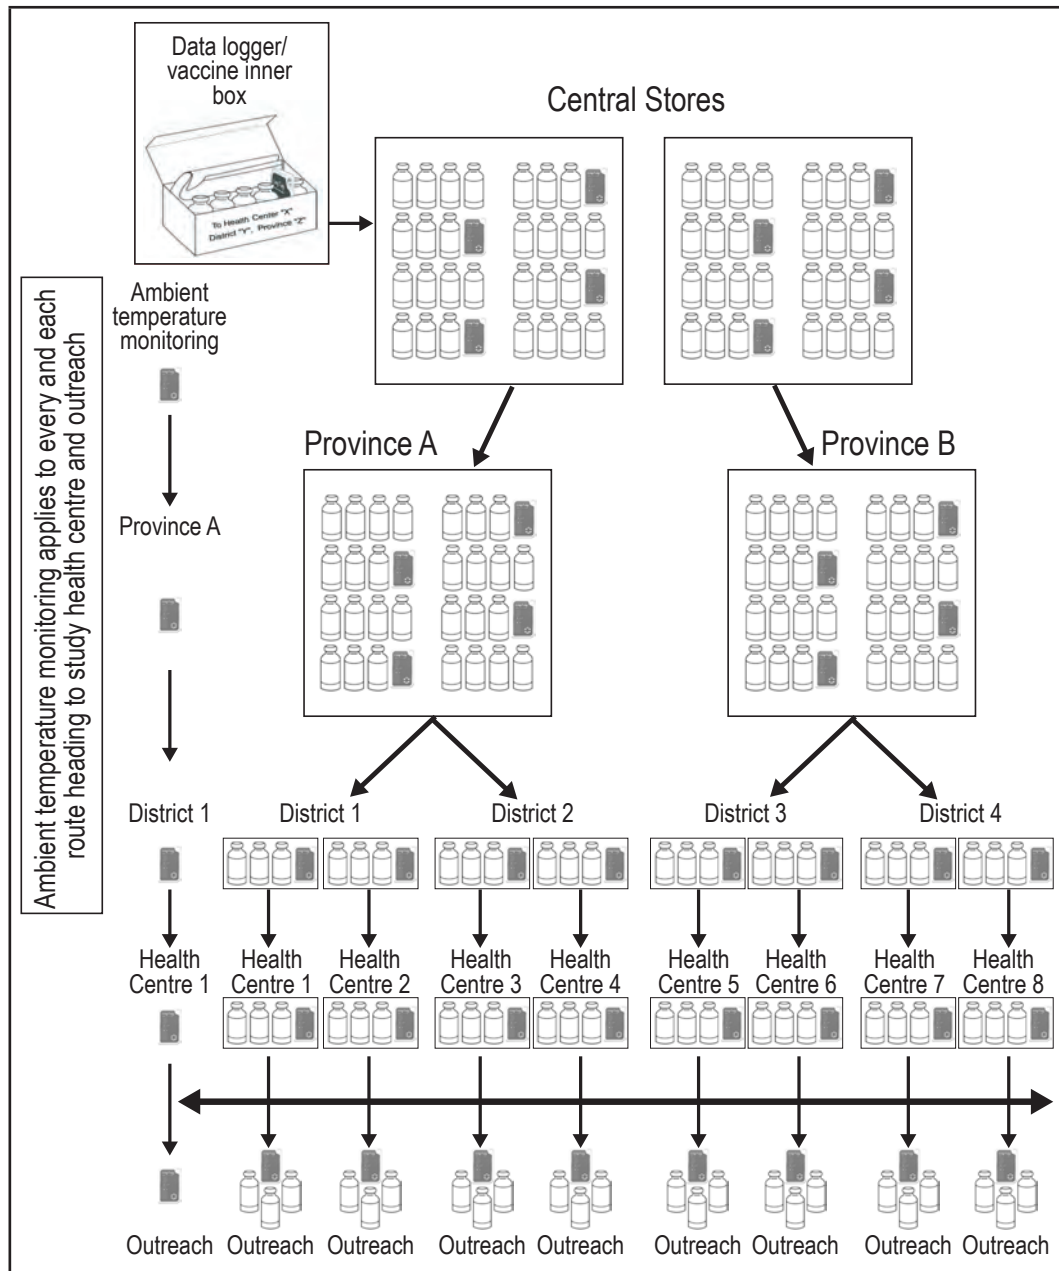 Data logger/
vaccine inner
box
To Health Center "X"
District "Y", Province "Z"
Central Stores
Ambient temperature monitoring applies to every and each
route heading to study health centre and outreach
Ambient
temperature
monitoring
Province A
Province B
Province A
District 1
District 1
District 2
District 3
District 4
Health
Centre 1
Health
Centre 1
Health
Centre 2
Health
Centre 3
Health
Centre 4
Health
Centre 5
Health
Centre 6
Health
Centre 7
Health
Centre 8
Outreach
Outreach
Outreach
Outreach
Outreach
Outreach
Outreach
Outreach
Outreach